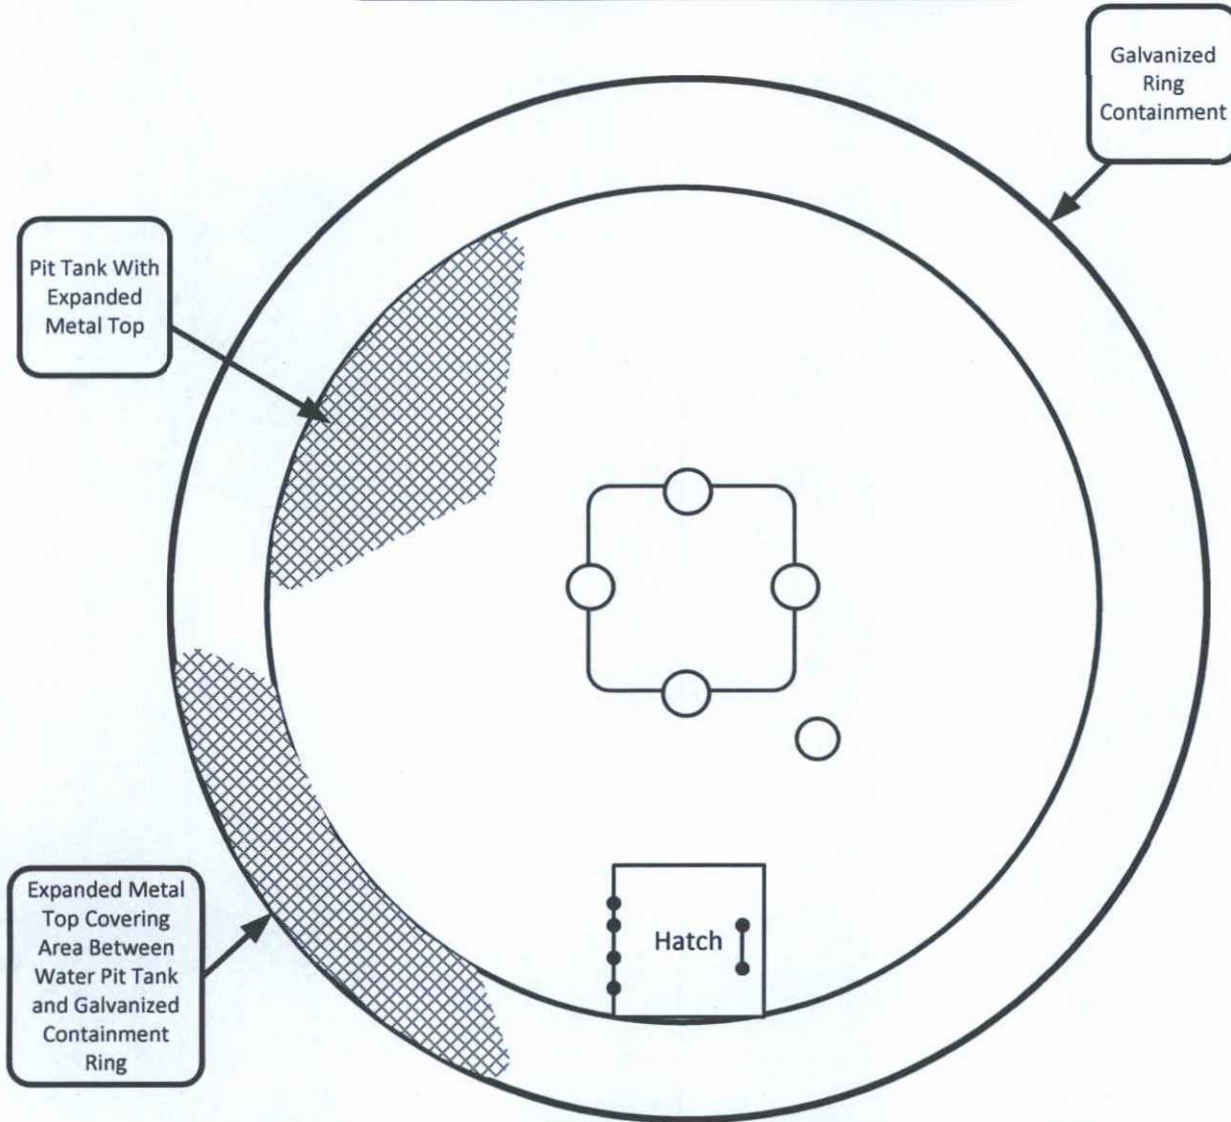 Galvanized
Ring
Containment
Pit Tank With
Expanded
Metal Top
Expanded Metal
Top Covering
Area Between
Water Pit Tank
and Galvanized
Containment
Ring
Hatch